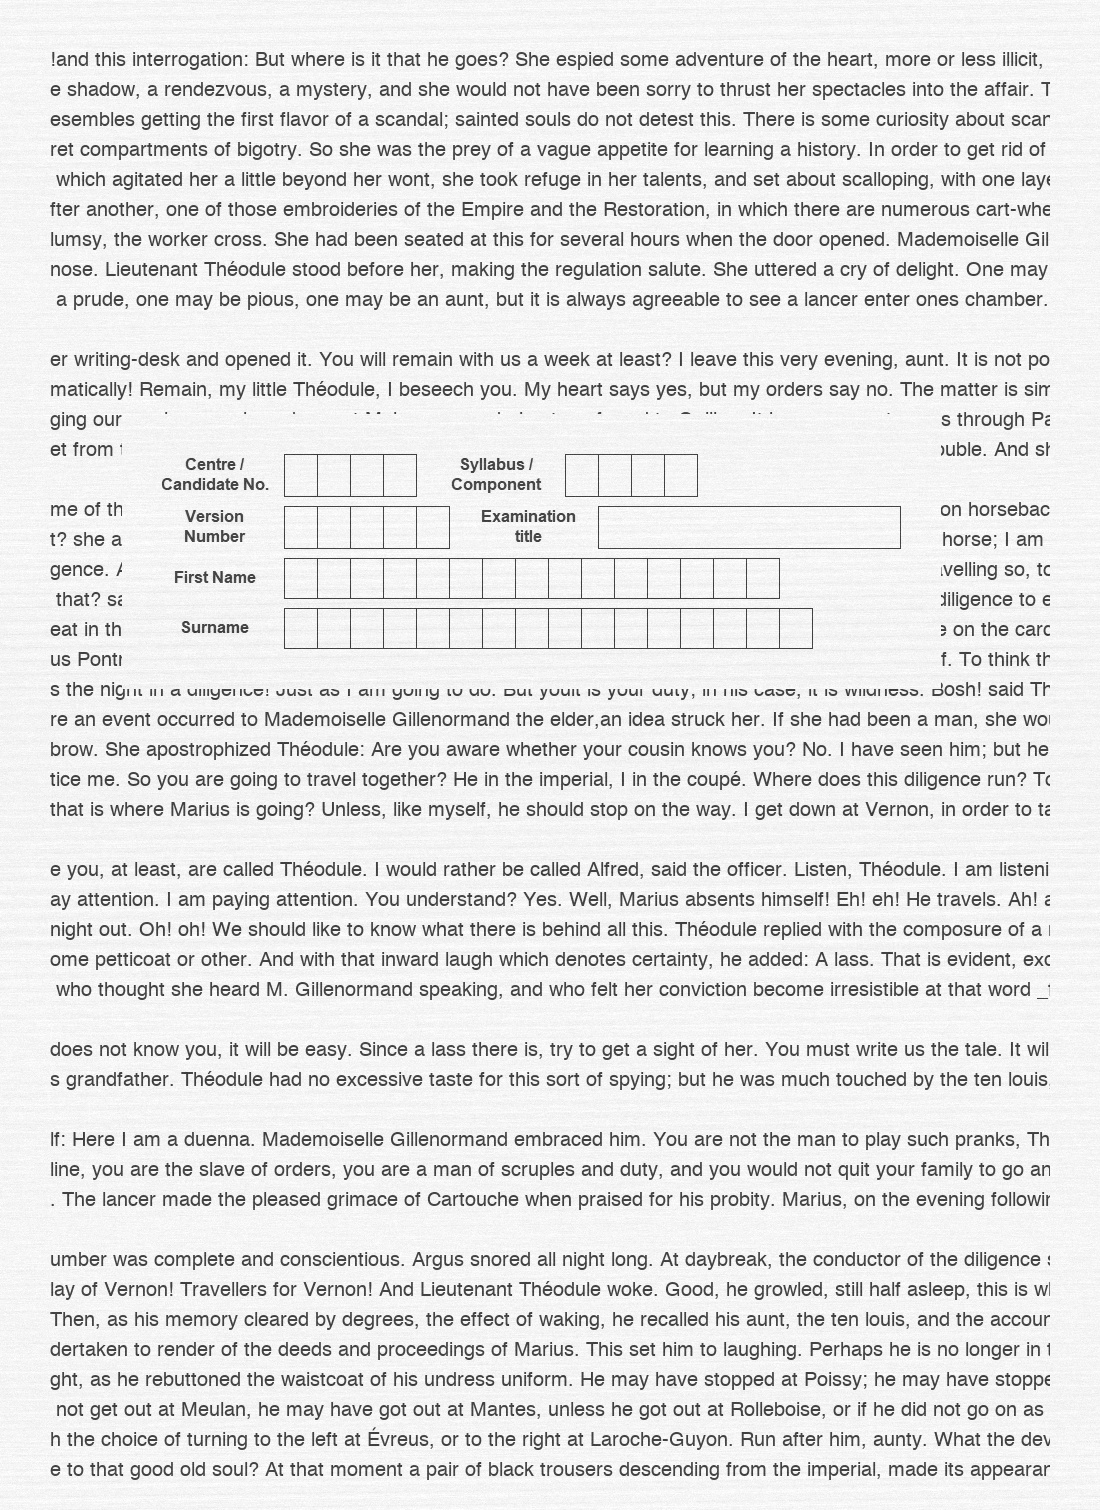 !and this interrogation: But where is it that he goes? She espied some adventure of the heart, more or less illicit,
e shadow, a rendezvous, a mystery, and she would not have been sorry to thrust her spectacles into the affair. T
esembles getting the first flavor of a scandal; sainted souls do not detest this. There is some curiosity about scan
ret compartments of bigotry. So she was the prey of a vague appetite for learning a history. In order to get rid of
which agitated her a little beyond her wont, she took refuge in her talents, and set about scalloping, with one laye
fter another, one of those embroideries of the Empire and the Restoration, in which there are numerous cart-whe
lumsy, the worker cross. She had been seated at this for several hours when the door opened. Mademoiselle Gil
nose. Lieutenant Théodule stood before her, making the regulation salute. She uttered a cry of delight. One may
a prude, one may be pious, one may be an aunt, but it is always agreeable to see a lancer enter ones chamber.
er writing-desk and opened it. You will remain with us a week at least? I leave this very evening, aunt. It is not po
matically! Remain, my little Théodule, I beseech you. My heart says yes, but my orders say no. The matter is sim
ging our s through Pa
et from ouble. And sh
Centre / Candidate No. Syllabus / Component
me of th on horsebac
Version Number Examination title
t? she a horse; I am
gence. avelling so, to
First Name
that? sa diligence to e
eat in th e on the card
Surname
us Pont f. To think th
s the night in a diligence! Just as I am going to do. But youit is your duty; in his case, it is wildness. Bosh! said Th
re an event occurred to Mademoiselle Gillenormand the elder,an idea struck her. If she had been a man, she wou
brow. She apostrophized Théodule: Are you aware whether your cousin knows you? No. I have seen him; but he
tice me. So you are going to travel together? He in the imperial, I in the coupé. Where does this diligence run? To
that is where Marius is going? Unless, like myself, he should stop on the way. I get down at Vernon, in order to ta
e you, at least, are called Théodule. I would rather be called Alfred, said the officer. Listen, Théodule. I am listeni
ay attention. I am paying attention. You understand? Yes. Well, Marius absents himself! Eh! eh! He travels. Ah! a
night out. Oh! oh! We should like to know what there is behind all this. Théodule replied with the composure of a
ome petticoat or other. And with that inward laugh which denotes certainty, he added: A lass. That is evident, exc
who thought she heard M. Gillenormand speaking, and who felt her conviction become irresistible at that word _f
does not know you, it will be easy. Since a lass there is, try to get a sight of her. You must write us the tale. It will
s grandfather. Théodule had no excessive taste for this sort of spying; but he was much touched by the ten louis.
lf: Here I am a duenna. Mademoiselle Gillenormand embraced him. You are not the man to play such pranks, Th
line, you are the slave of orders, you are a man of scruples and duty, and you would not quit your family to go an
. The lancer made the pleased grimace of Cartouche when praised for his probity. Marius, on the evening followin
umber was complete and conscientious. Argus snored all night long. At daybreak, the conductor of the diligence s
lay of Vernon! Travellers for Vernon! And Lieutenant Théodule woke. Good, he growled, still half asleep, this is wh
Then, as his memory cleared by degrees, the effect of waking, he recalled his aunt, the ten louis, and the accoun
dertaken to render of the deeds and proceedings of Marius. This set him to laughing. Perhaps he is no longer in t
ght, as he rebuttoned the waistcoat of his undress uniform. He may have stopped at Poissy; he may have stoppe
not get out at Meulan, he may have got out at Mantes, unless he got out at Rolleboise, or if he did not go on as
h the choice of turning to the left at Évreus, or to the right at Laroche-Guyon. Run after him, aunty. What the dev
e to that good old soul? At that moment a pair of black trousers descending from the imperial, made its appearan